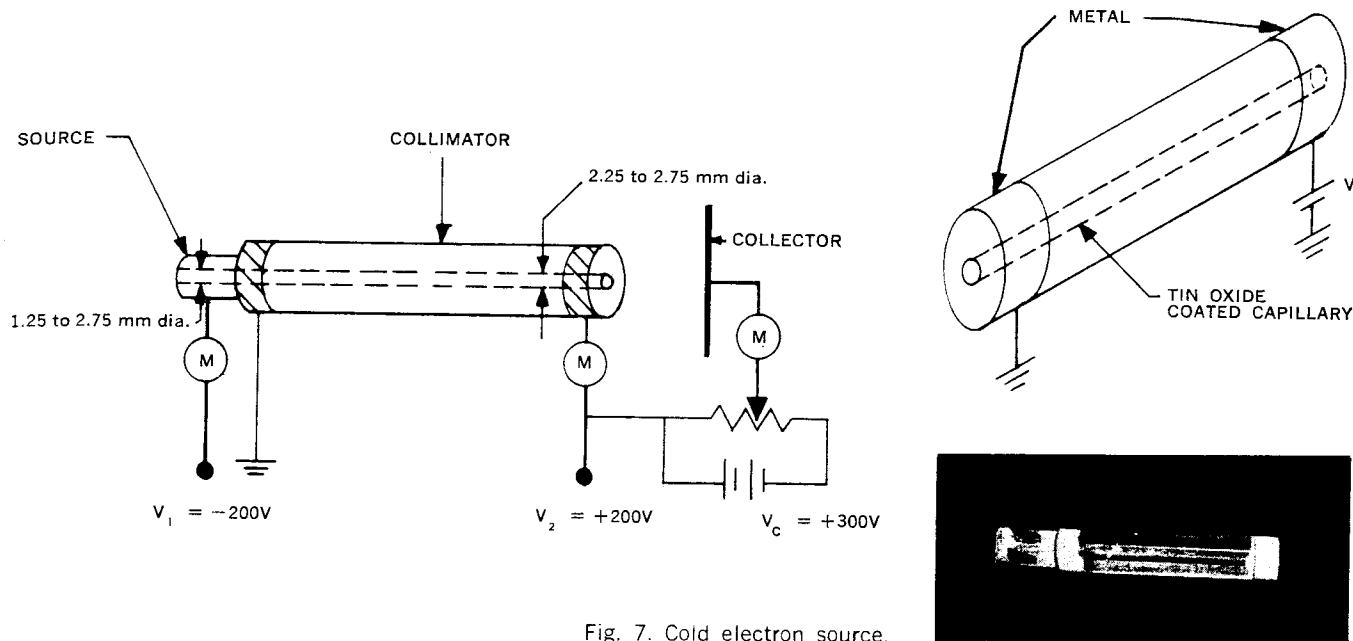 METAL
SOURCE
COLLIMATOR
2.25 to 2.75 mm dia.
COLLECTOR
V
1.25 to 2.75 mm dia.
M
M
M
TIN OXIDE
COATED CAPILLARY
V₁ = −200V
V₂ = +200V
V_C = +300V
Fig. 7. Cold electron source.